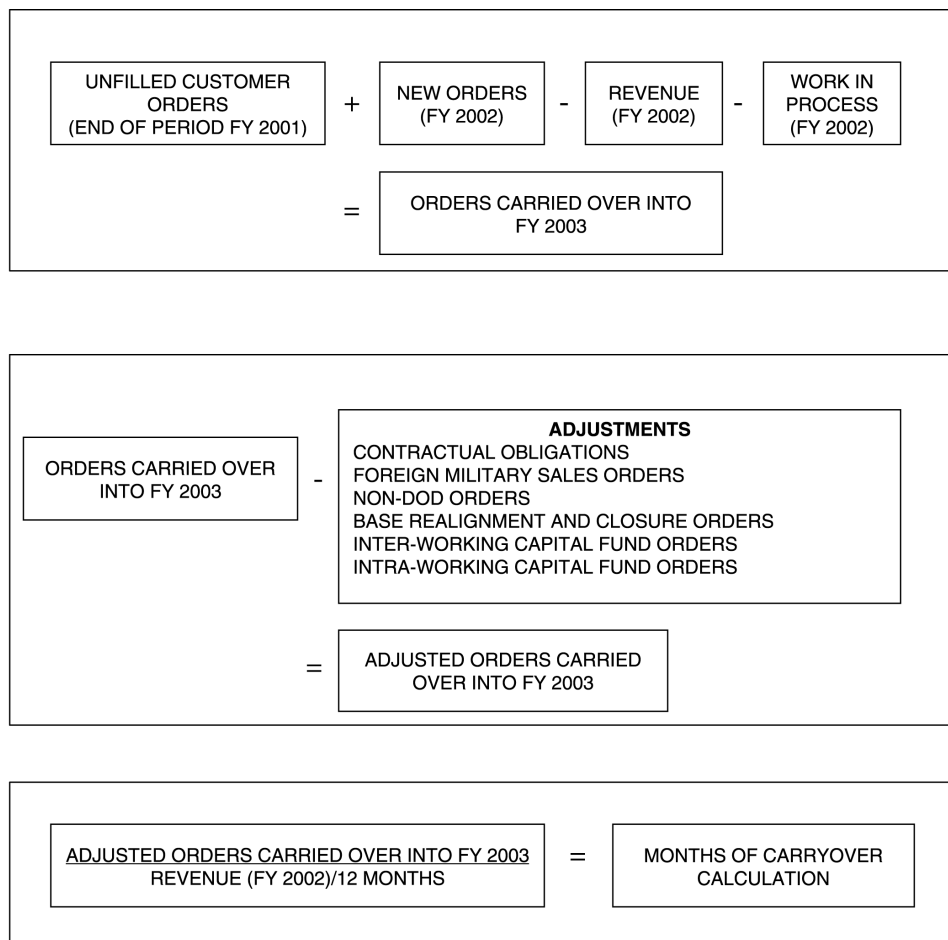 UNFILLED CUSTOMER
ORDERS
(END OF PERIOD FY 2001)
+
NEW ORDERS
(FY 2002)
-
REVENUE
(FY 2002)
-
WORK IN
PROCESS
(FY 2002)
=
ORDERS CARRIED OVER INTO
FY 2003
ORDERS CARRIED OVER
INTO FY 2003
-
ADJUSTMENTS
CONTRACTUAL OBLIGATIONS
FOREIGN MILITARY SALES ORDERS
NON-DOD ORDERS
BASE REALIGNMENT AND CLOSURE ORDERS
INTER-WORKING CAPITAL FUND ORDERS
INTRA-WORKING CAPITAL FUND ORDERS
=
ADJUSTED ORDERS CARRIED
OVER INTO FY 2003
ADJUSTED ORDERS CARRIED OVER INTO FY 2003
REVENUE (FY 2002)/12 MONTHS
=
MONTHS OF CARRYOVER
CALCULATION